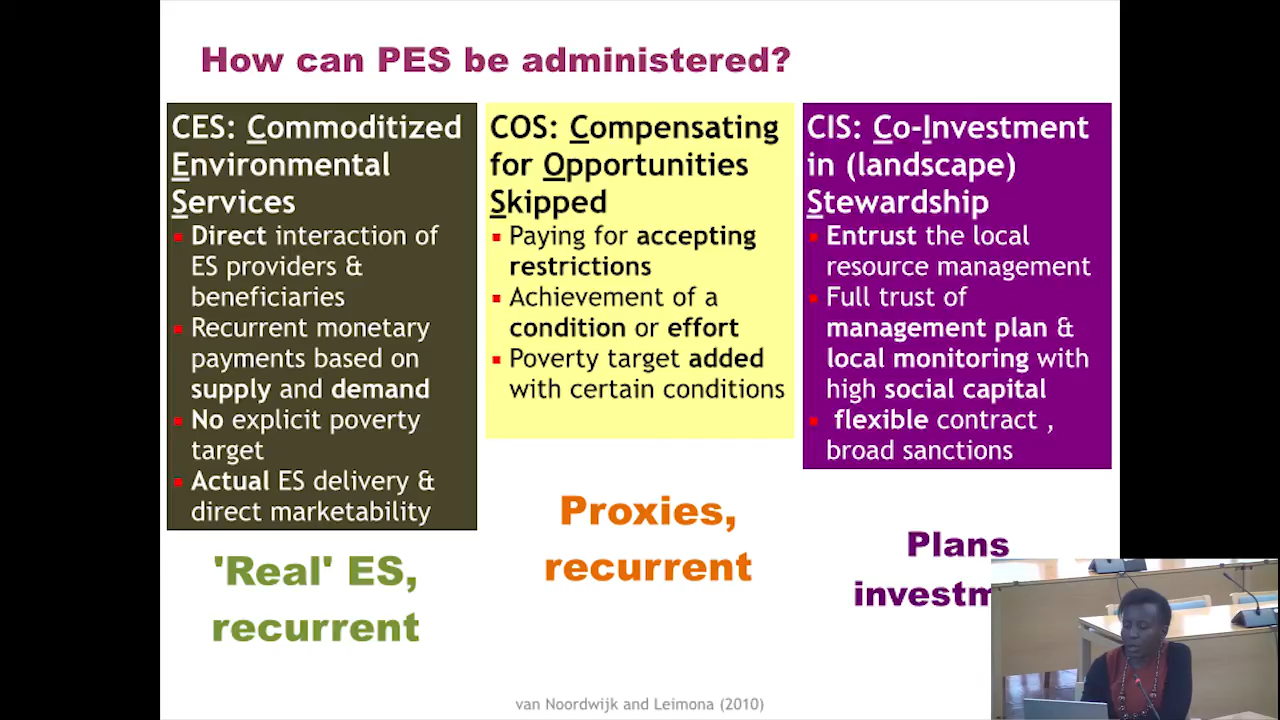 How can PES be administered?
CES: Commoditized
Environmental
Services
▪ Direct interaction of
ES providers &
beneficiaries
▪ Recurrent monetary
payments based on
supply and demand
▪ No explicit poverty
target
▪ Actual ES delivery &
direct marketability
'Real' ES,
recurrent
COS: Compensating
for Opportunities
Skipped
▪ Paying for accepting
restrictions
▪ Achievement of a
condition or effort
▪ Poverty target added
with certain conditions
Proxies,
recurrent
CIS: Co-Investment
in (landscape)
Stewardship
▪ Entrust the local
resource management
▪ Full trust of
management plan &
local monitoring with
high social capital
▪ flexible contract ,
broad sanctions
Plans
van Noordwijk and Leimona (2010)